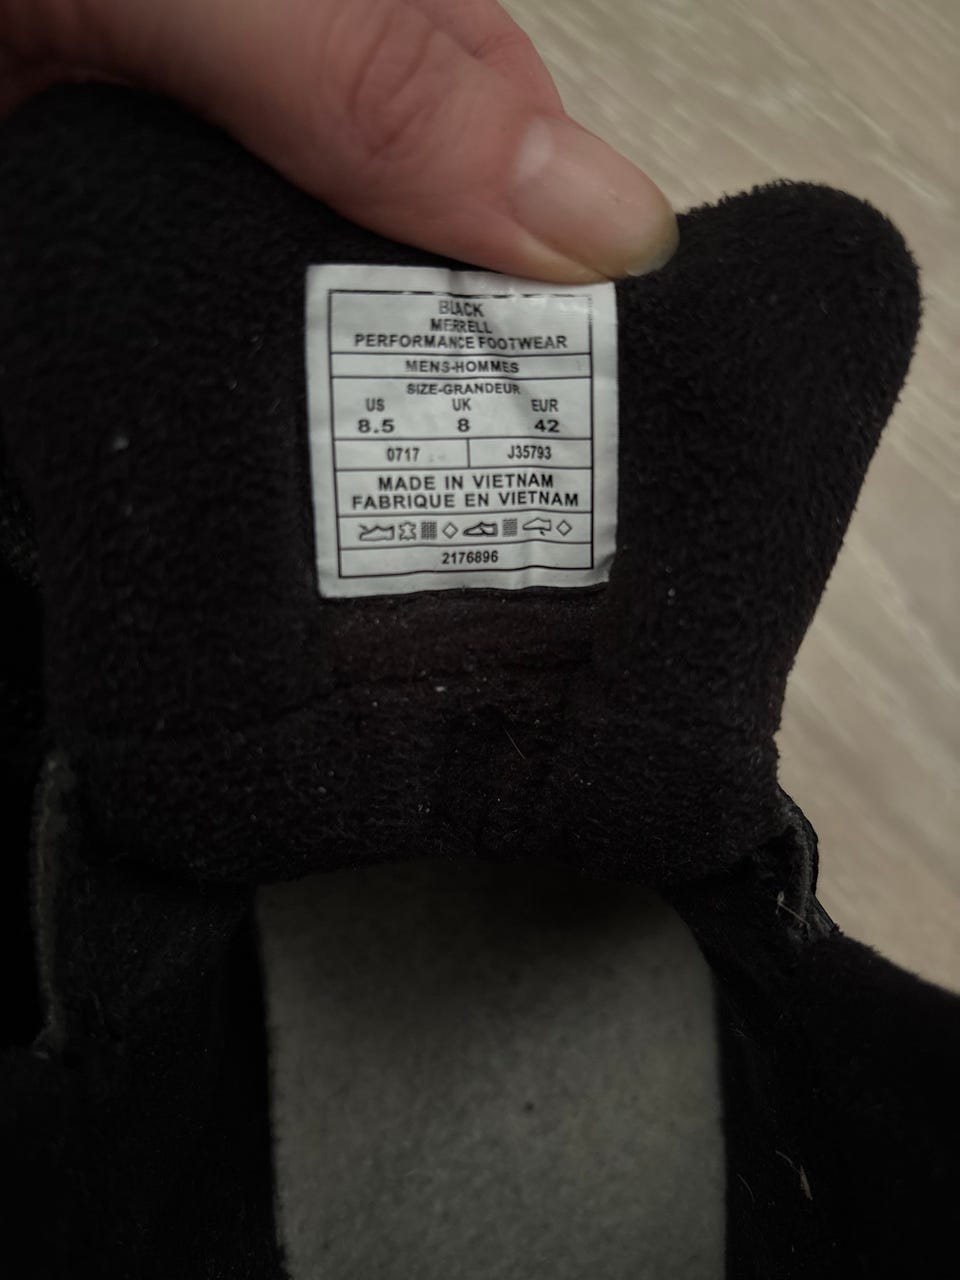 BLACK
MERRELL
PERFORMANCE FOOTWEAR
MENS-HOMMES
SIZE-GRANDEUR
US UK EUR
8.5 8 42
0717 J35793
MADE IN VIETNAM
FABRIQUE EN VIETNAM
2176896